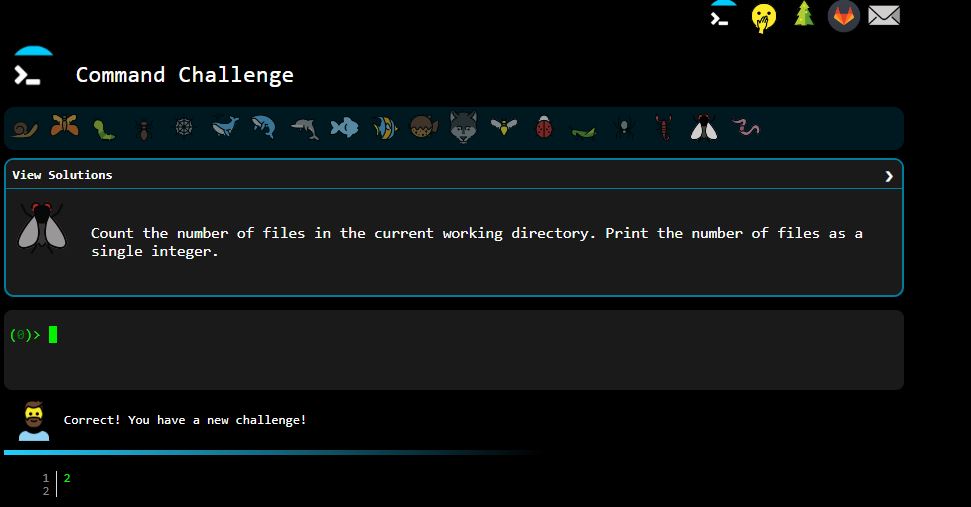 Command Challenge
View Solutions
Count the number of files in the current working directory. Print the number of files as a
single integer.
(0)>
Correct! You have a new challenge!
1 2
2